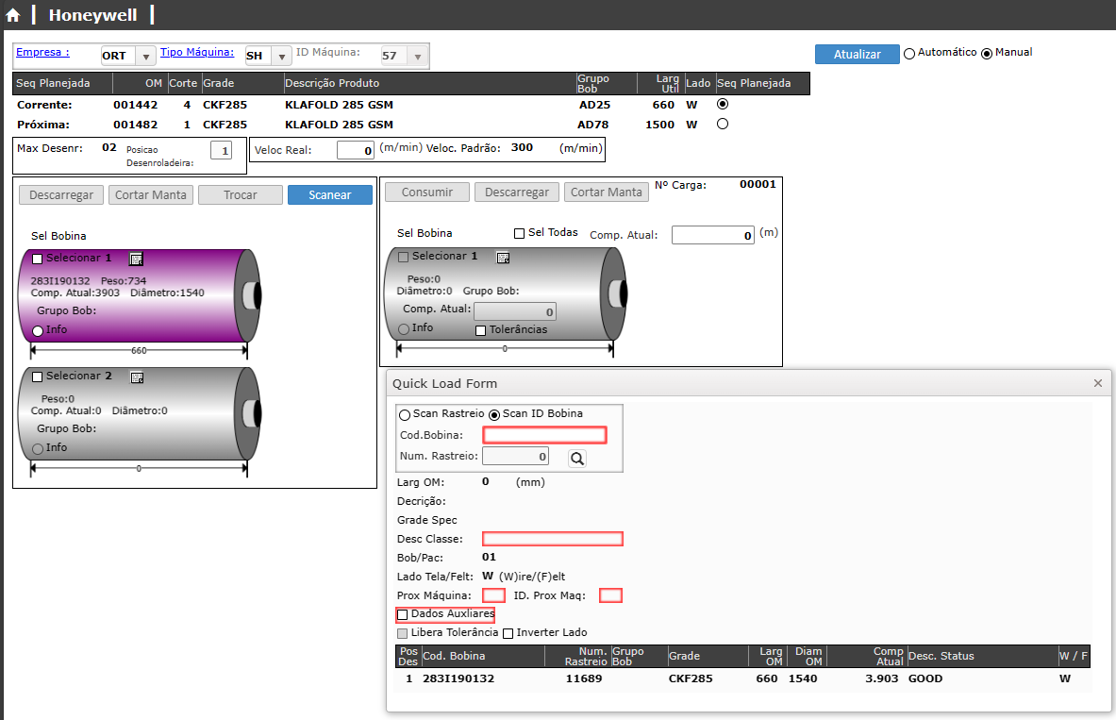 Honeywell
Empresa : ORT Tipo Máquina: SH ID Máquina: 57 Atualizar Automático Manual
Seq Planejada OM Corte Grade Descrição Produto Grupo Bob Larg Util Lado Seq Planejada
Corrente: 001442 4 CKF285 KLAFOLD 285 GSM AD25 660 W
Próxima: 001482 1 CKF285 KLAFOLD 285 GSM AD78 1500 W
Max Desenr: 02 Posicao Desenroladeira: 1 Veloc Real: 0 (m/min) Veloc. Padrão: 300 (m/min)
Descarregar Cortar Manta Trocar Scanear
Sel Bobina
Selecionar 1
283I190132 Peso:734
Comp. Atual:3903 Diâmetro:1540
Grupo Bob:
Info
660
Selecionar 2
Peso:0
Comp. Atual:0 Diâmetro:0
Grupo Bob:
Info
0
Consumir Descarregar Cortar Manta Nº Carga: 00001
Sel Bobina Sel Todas Comp. Atual: 0 (m)
Selecionar 1
Peso:0
Diâmetro:0 Grupo Bob:
Comp. Atual: 0
Info Tolerâncias
0
Quick Load Form ×
Scan Rastreio Scan ID Bobina
Cod.Bobina:
Num. Rastreio: 0
Larg OM: 0 (mm)
Decrição:
Grade Spec
Desc Classe:
Bob/Pac: 01
Lado Tela/Felt: W (W)ire/(F)elt
Prox Máquina: ID. Prox Maq:
Dados Auxliares
Libera Tolerância Inverter Lado
Pos Des Cod. Bobina Num. Rastreio Grupo Bob Grade Larg OM Diam OM Comp Atual Desc. Status W / F
1 283I190132 11689 CKF285 660 1540 3.903 GOOD W